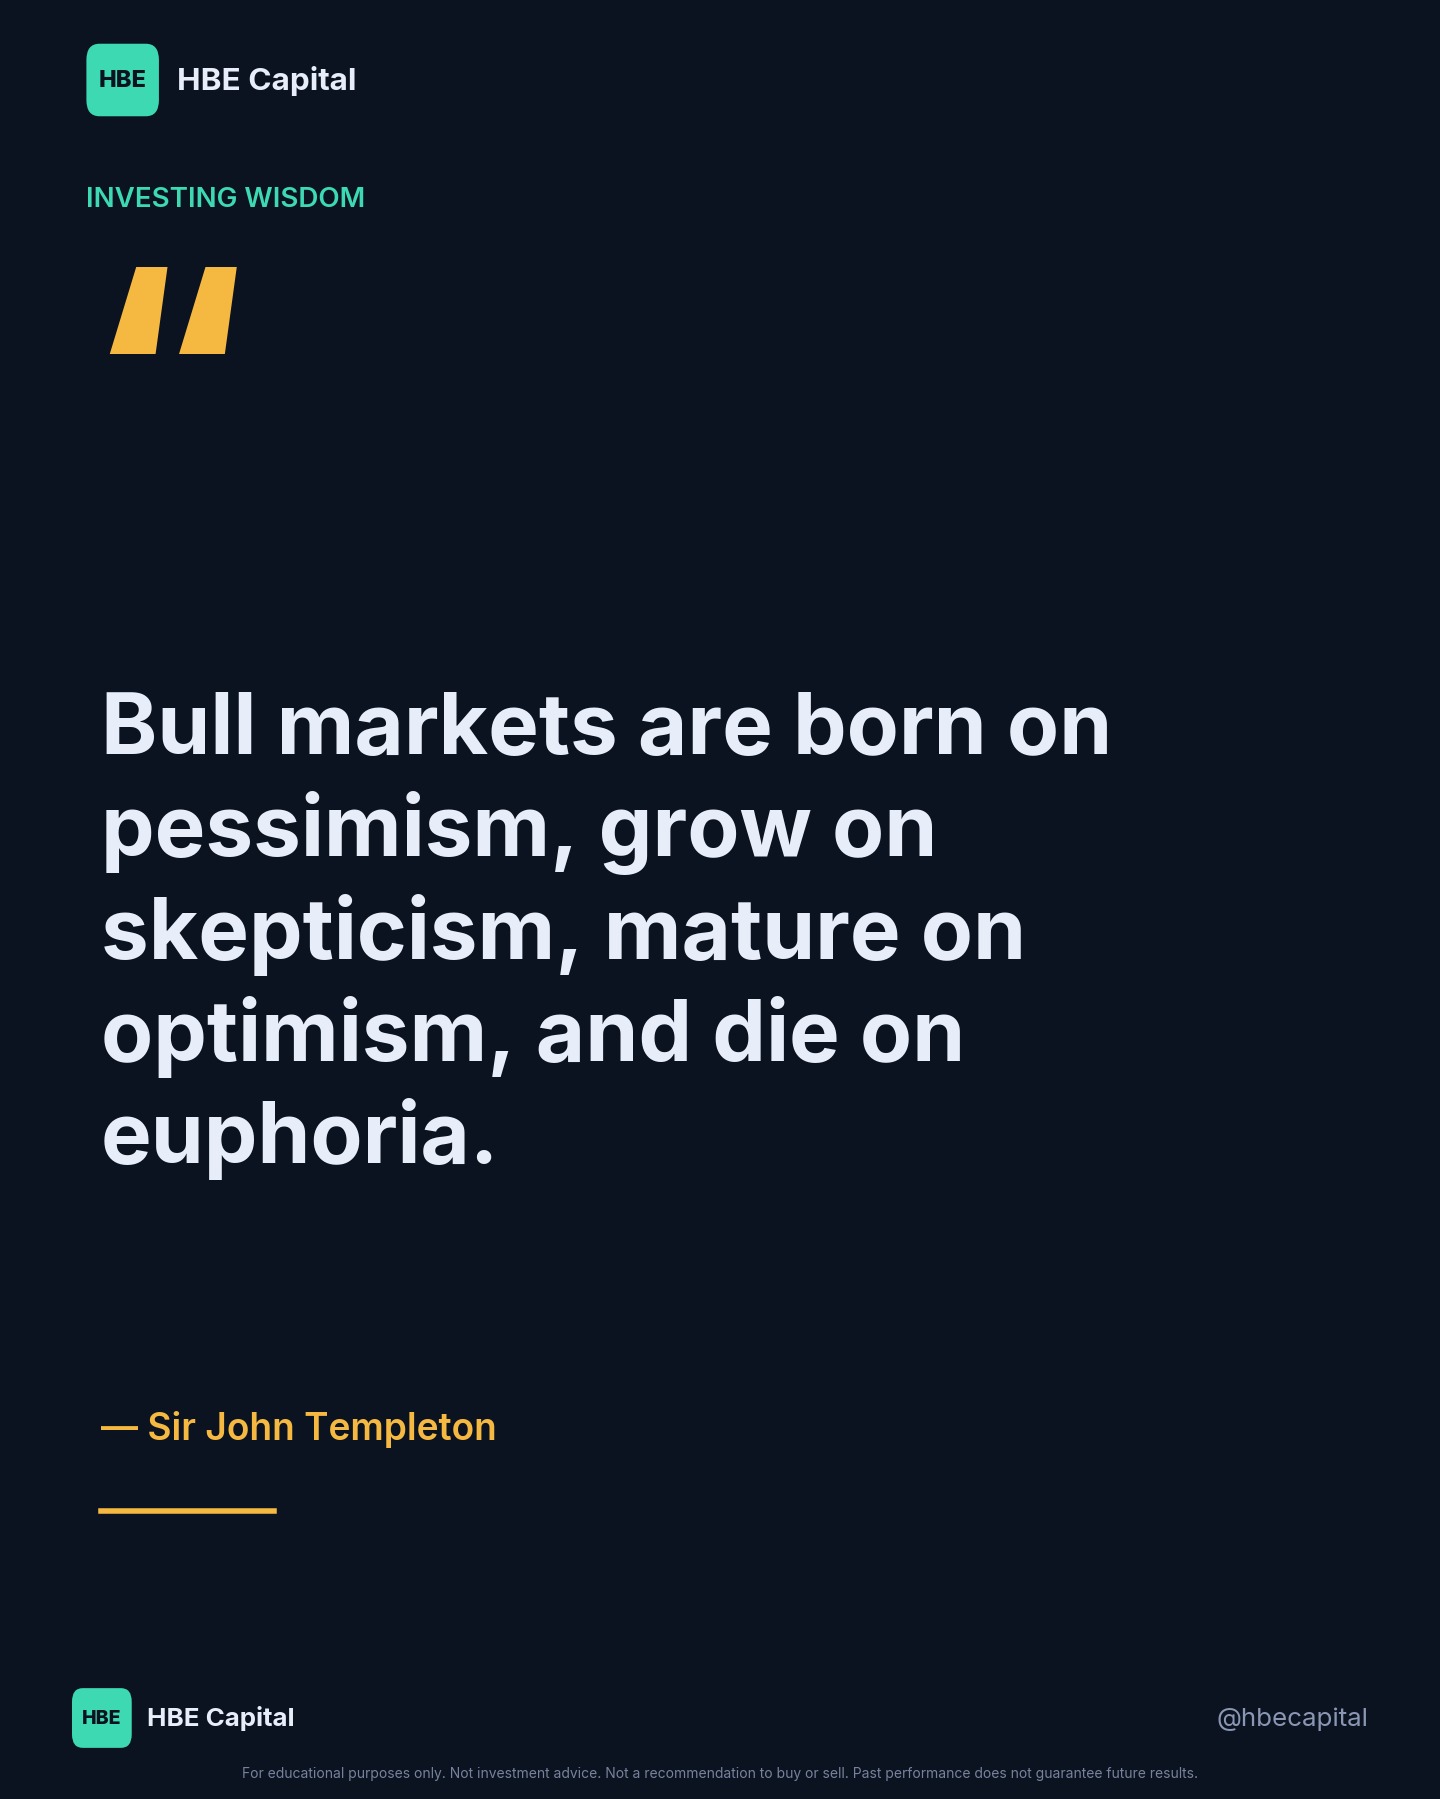 HBE HBE Capital
INVESTING WISDOM
"
Bull markets are born on
pessimism, grow on
skepticism, mature on
optimism, and die on
euphoria.
— Sir John Templeton
HBE HBE Capital @hbecapital
For educational purposes only. Not investment advice. Not a recommendation to buy or sell. Past performance does not guarantee future results.